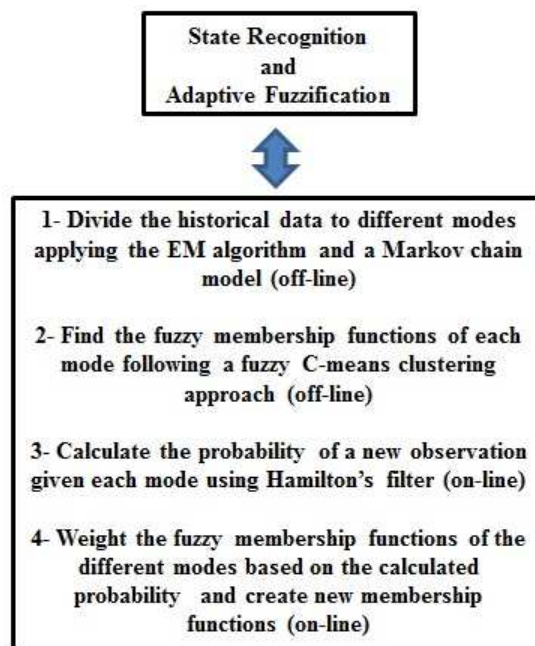 State Recognition
and
Adaptive Fuzzification
1- Divide the historical data to different modes
applying the EM algorithm and a Markov chain
model (off-line)
2- Find the fuzzy membership functions of each
mode following a fuzzy C-means clustering
approach (off-line)
3- Calculate the probability of a new observation
given each mode using Hamilton's filter (on-line)
4- Weight the fuzzy membership functions of the
different modes based on the calculated
probability and create new membership
functions (on-line)